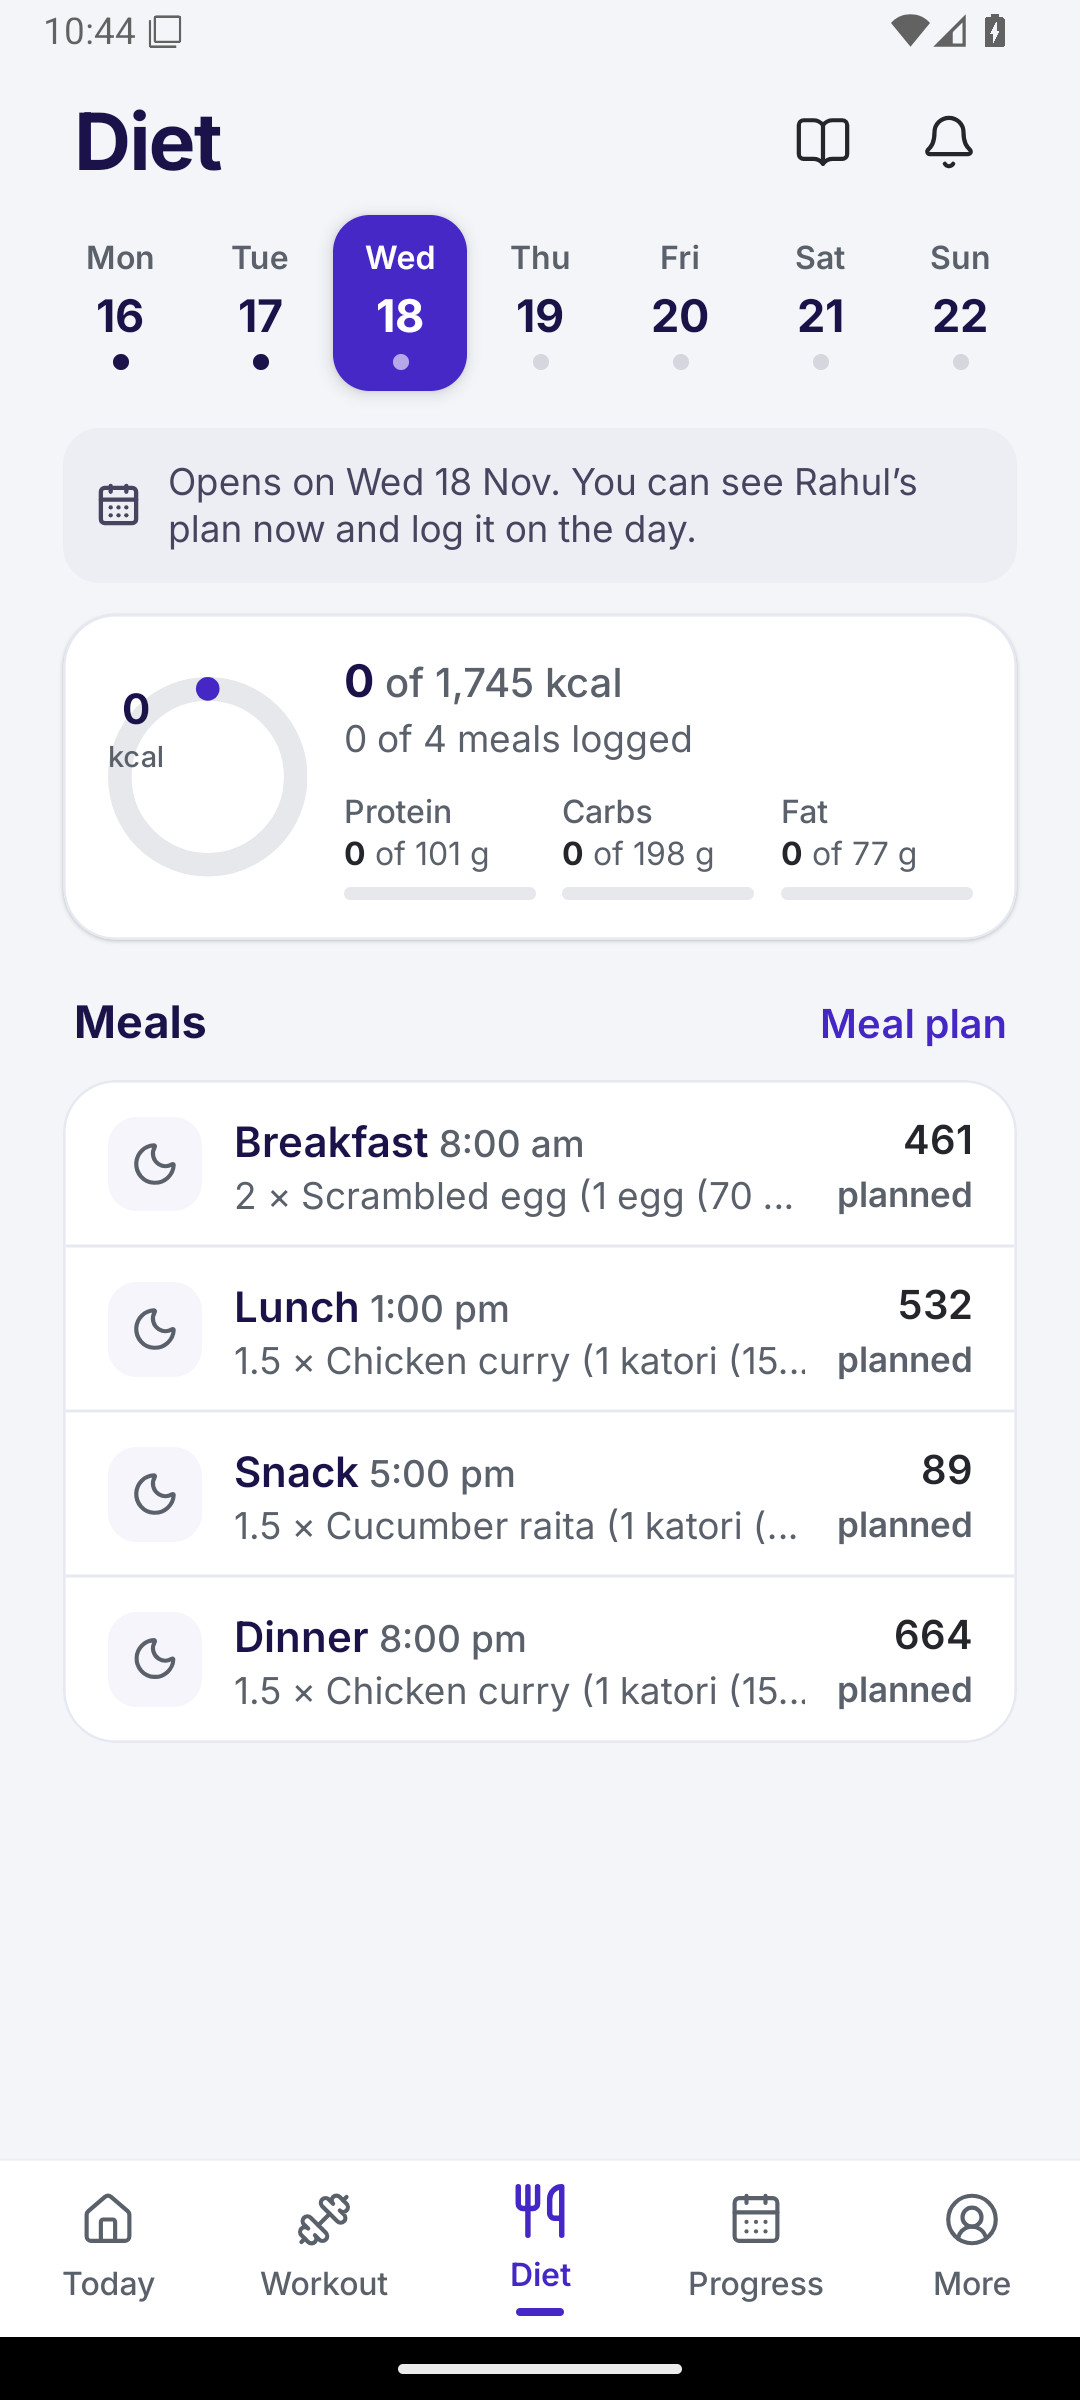 10:44
Diet
Mon Tue Wed Thu Fri Sat Sun
16 17 18 19 20 21 22
Opens on Wed 18 Nov. You can see Rahul’s
plan now and log it on the day.
0
kcal
0 of 1,745 kcal
0 of 4 meals logged
Protein Carbs Fat
0 of 101 g 0 of 198 g 0 of 77 g
Meals Meal plan
Breakfast 8:00 am 461
2 × Scrambled egg (1 egg (70 ... planned
Lunch 1:00 pm 532
1.5 × Chicken curry (1 katori (15... planned
Snack 5:00 pm 89
1.5 × Cucumber raita (1 katori (... planned
Dinner 8:00 pm 664
1.5 × Chicken curry (1 katori (15... planned
Today Workout Diet Progress More